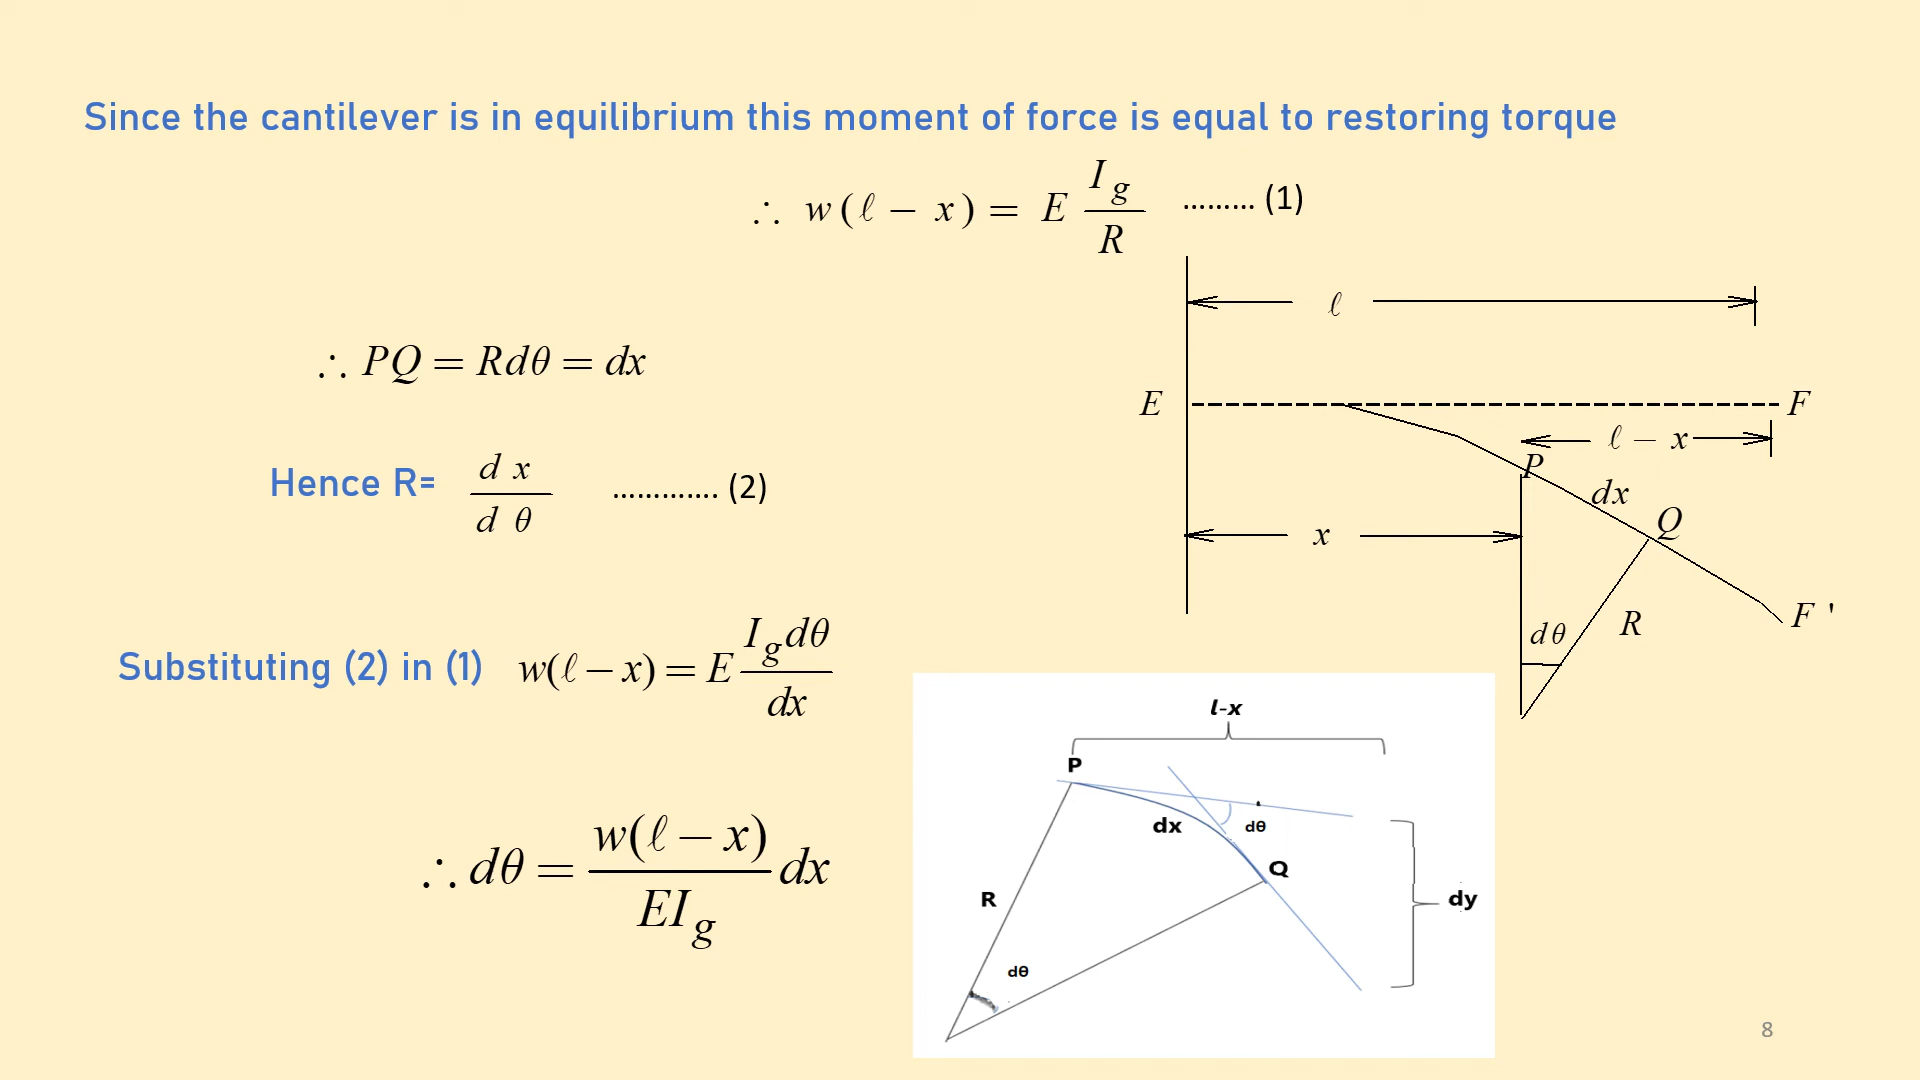 Since the cantilever is in equilibrium this moment of force is equal to restoring torque
∴ w(ℓ − x) = E I_g / R ......... (1)
∴ PQ = Rdθ = dx
Hence R= d x / d θ ............. (2)
Substituting (2) in (1) w(ℓ − x) = E I_g dθ / dx
∴ dθ = w(ℓ − x) / EI_g dx
ℓ
E
F
ℓ − x
P
dx
Q
x
F '
R
dθ
l-x
P
dx
dθ
Q
R
dy
dθ
8